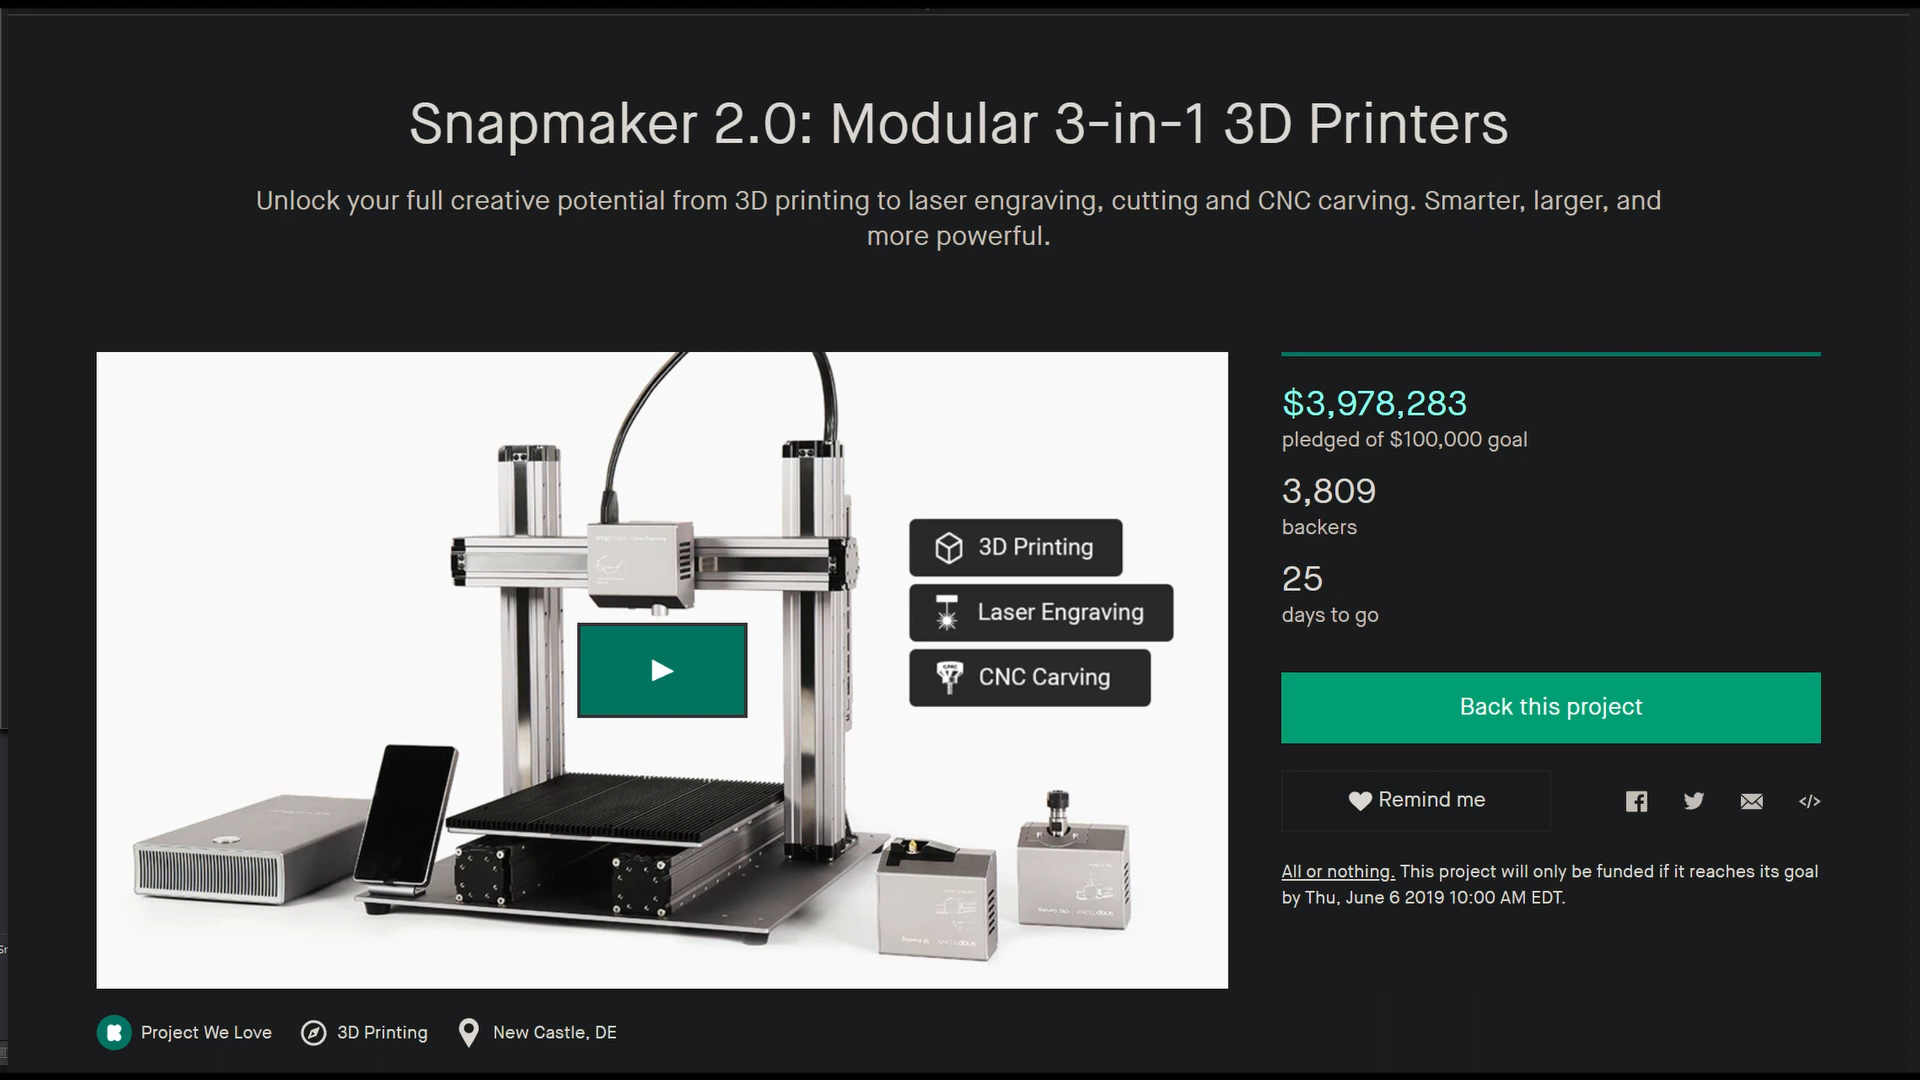 Snapmaker 2.0: Modular 3-in-1 3D Printers
Unlock your full creative potential from 3D printing to laser engraving, cutting and CNC carving. Smarter, larger, and
more powerful.
3D Printing
Laser Engraving
CNC Carving
$3,978,283
pledged of $100,000 goal
3,809
backers
25
days to go
Back this project
Remind me
All or nothing. This project will only be funded if it reaches its goal
by Thu, June 6 2019 10:00 AM EDT.
Project We Love
3D Printing
New Castle, DE